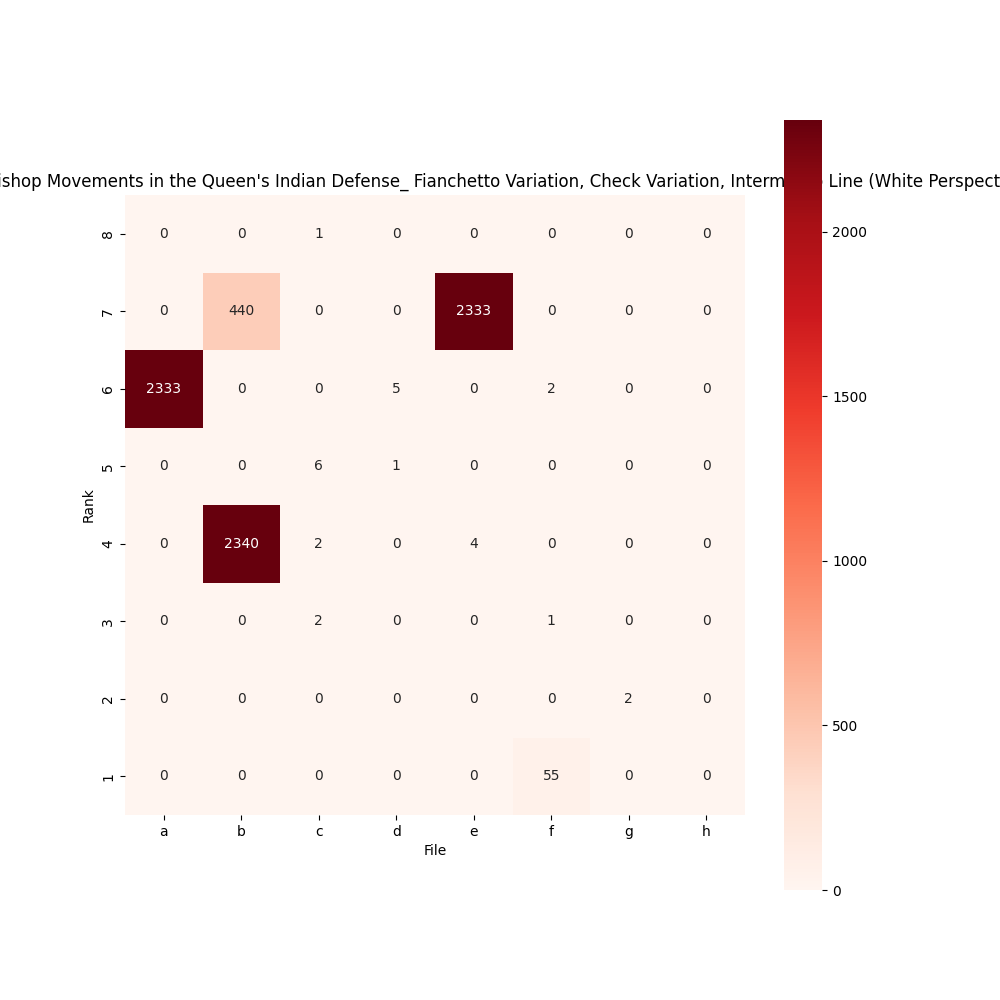 ishop Movements in the Queen's Indian Defense_ Fianchetto Variation, Check Variation, Interm Line (White Perspect
8 0 0 1 0 0 0 0 0
7 0 440 0 0 2333 0 0 0
6 2333 0 0 5 0 2 0 0
5 0 0 6 1 0 0 0 0
4 0 2340 2 0 4 0 0 0
3 0 0 2 0 0 1 0 0
2 0 0 0 0 0 0 2 0
1 0 0 0 0 0 55 0 0
a b c d e f g h
Rank
File
2000
1500
1000
500
0